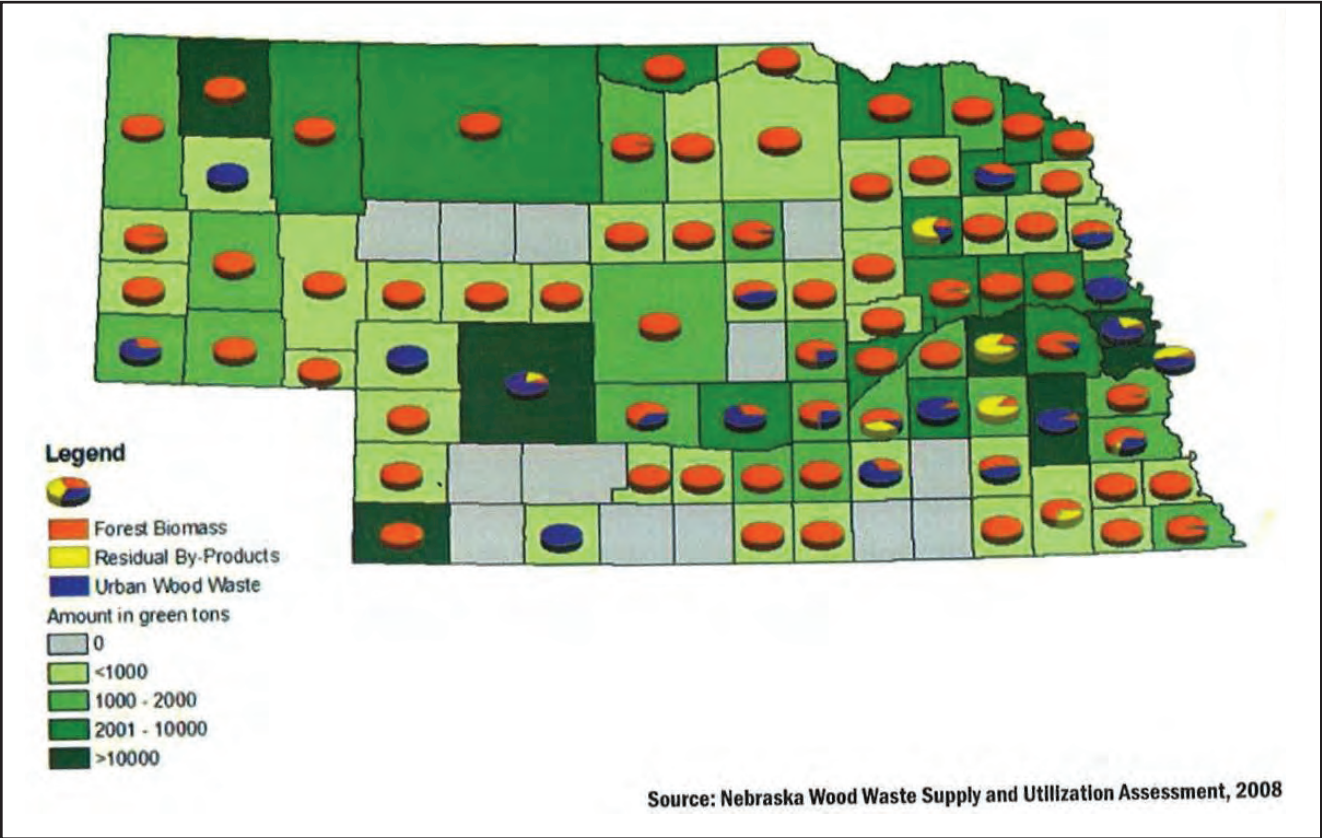 Legend
Forest Biomass
Residual By-Products
Urban Wood Waste
Amount in green tons
0
<1000
1000 - 2000
2001 - 10000
>10000
Source: Nebraska Wood Waste Supply and Utilization Assessment, 2008